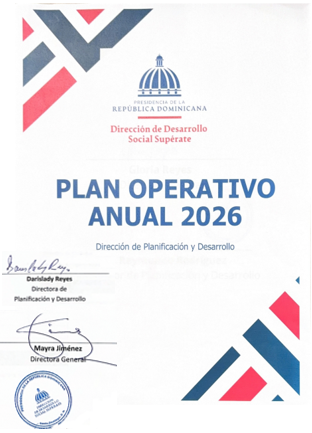 PRESIDENCIA DE LA
REPÚBLICA DOMINICANA
Dirección de Desarrollo
Social Supérate
PLAN OPERATIVO
ANUAL 2026
Dirección de Planificación y Desarrollo
Darislady Reyes
Directora de
Planificación y Desarrollo
Mayra Jiménez
Directora General